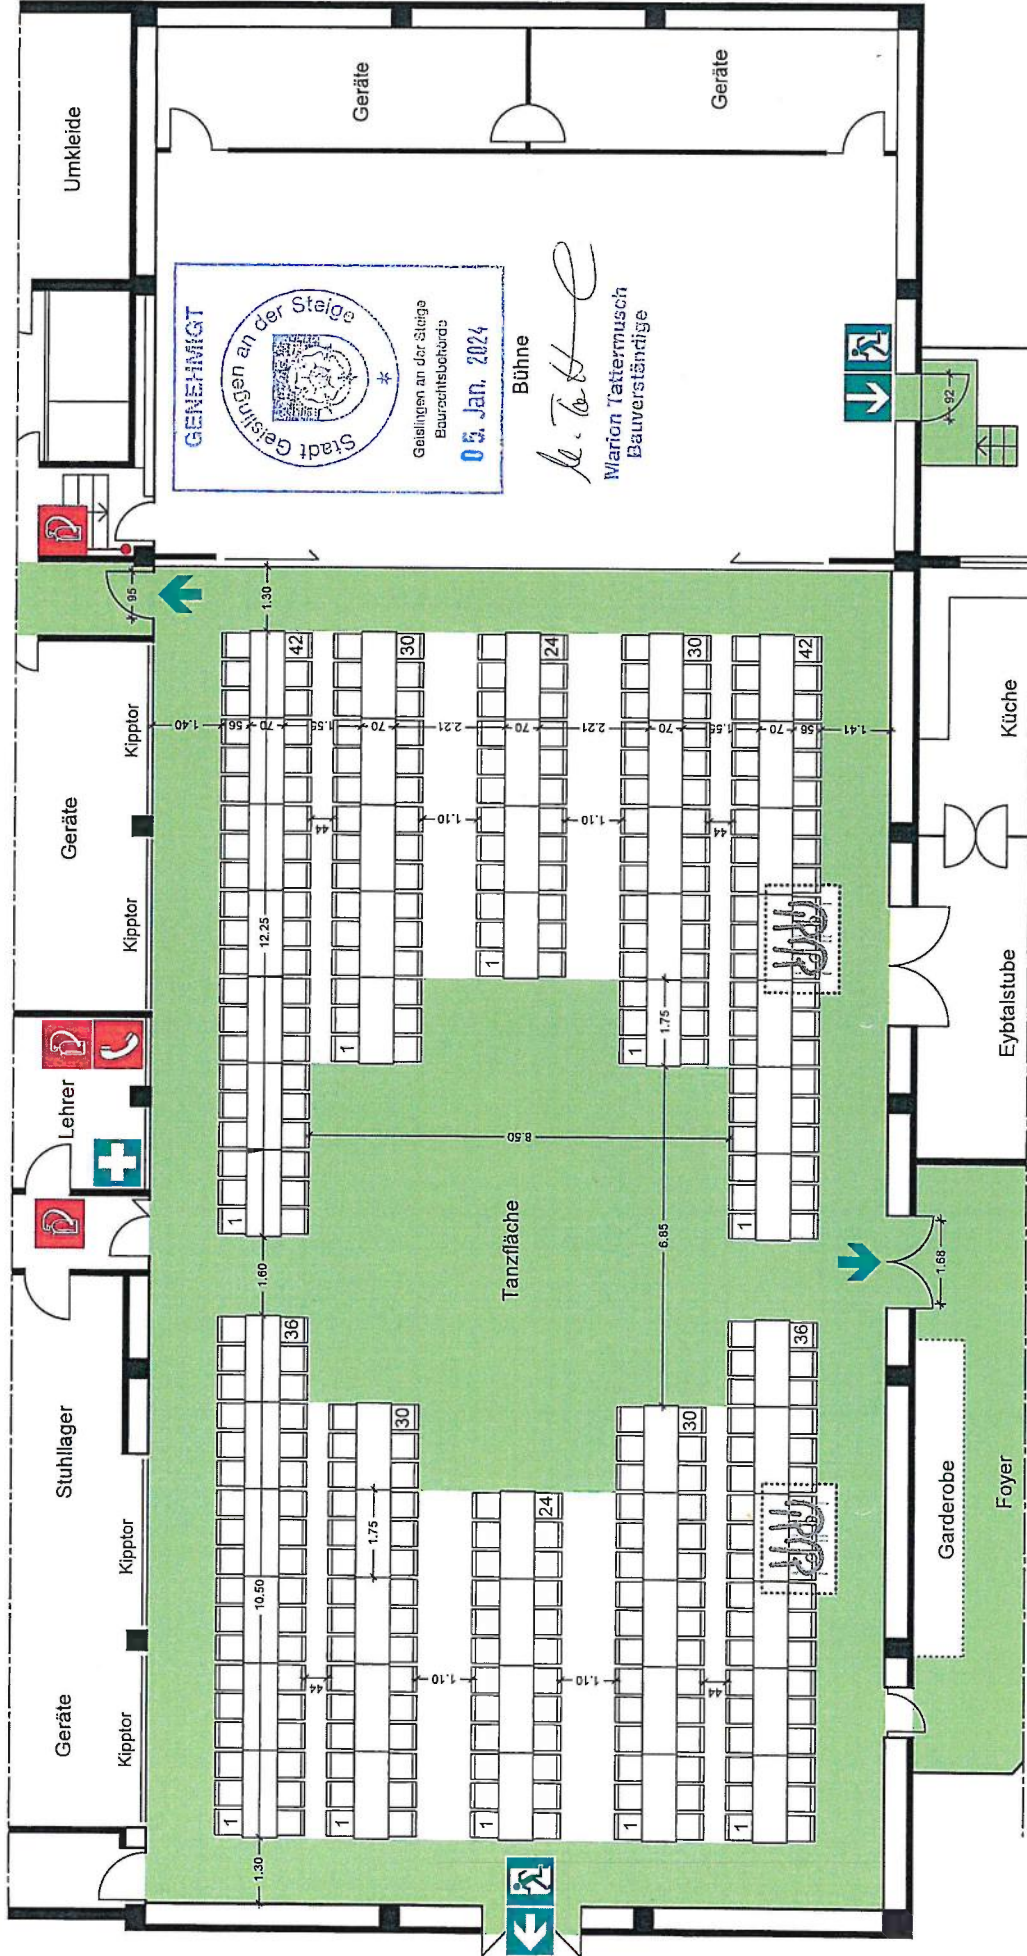 Umkleide
Geräte
Geräte
GENEHMIGT
Stadt Geislingen an der Steige
Geislingen an der Steige
Baurechtsbehörde
05. Jan. 2024
Bühne
Marion Tattermusch
Bauverständige
92
95
1.30
Geräte
Kipptor
Kipptor
1.40
56
70
1.55
70
2.21
70
2.21
70
1.55
70
56
1.41
42
30
24
30
42
44
1.10
1.10
44
12.25
1
1
1
1
1
1.75
Küche
Eybtalstube
Lehrer
8.50
Tanzfläche
6.85
1.60
1.68
Stuhllager
Geräte
Kipptor
Kipptor
36
30
24
30
36
1.75
10.50
44
1.10
1.10
44
1
1
1
1
1
1.30
Garderobe
Foyer